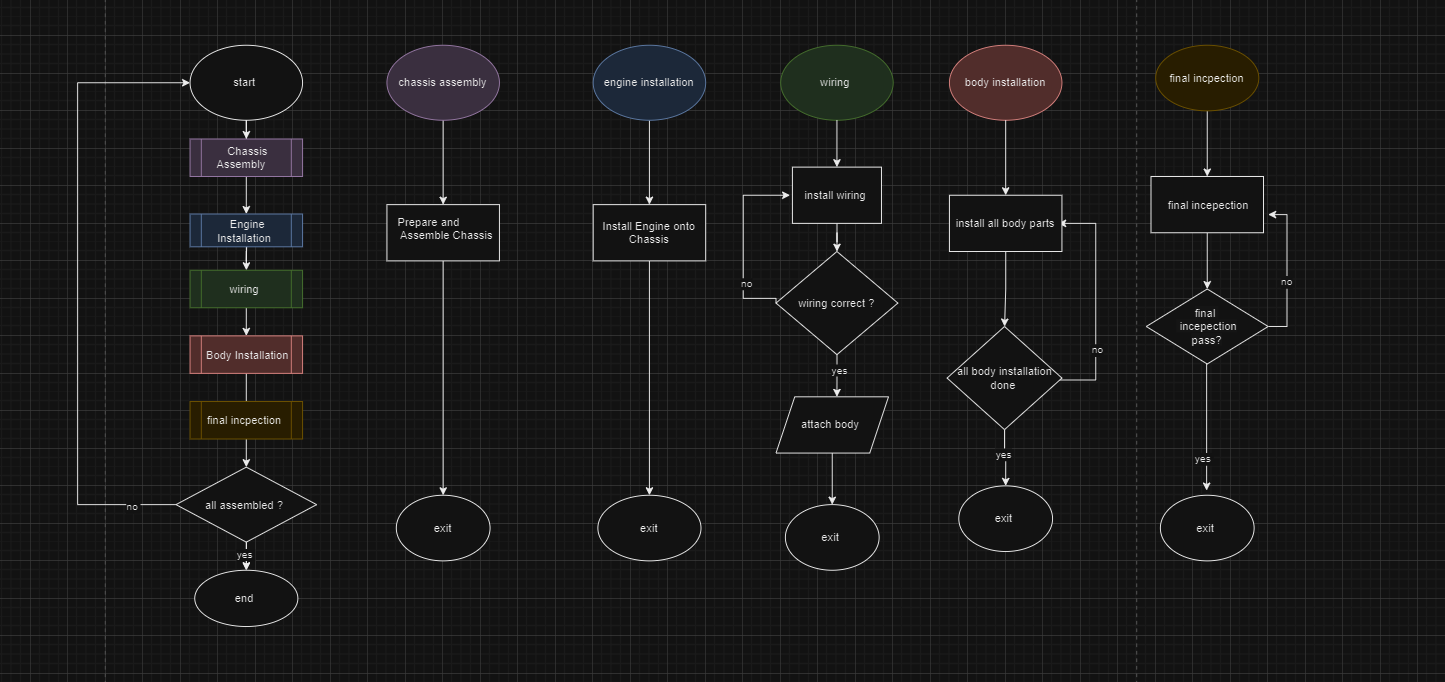 start
Chassis
Assembly
Engine
Installation
wiring
Body Installation
final incpection
all assembled ?
no
yes
end
chassis assembly
Prepare and
Assemble Chassis
exit
engine installation
Install Engine onto
Chassis
exit
wiring
install wiring
no
wiring correct ?
yes
attach body
exit
body installation
install all body parts
no
all body installation
done
yes
exit
final incpection
final incepection
no
final
incepection
pass?
yes
exit